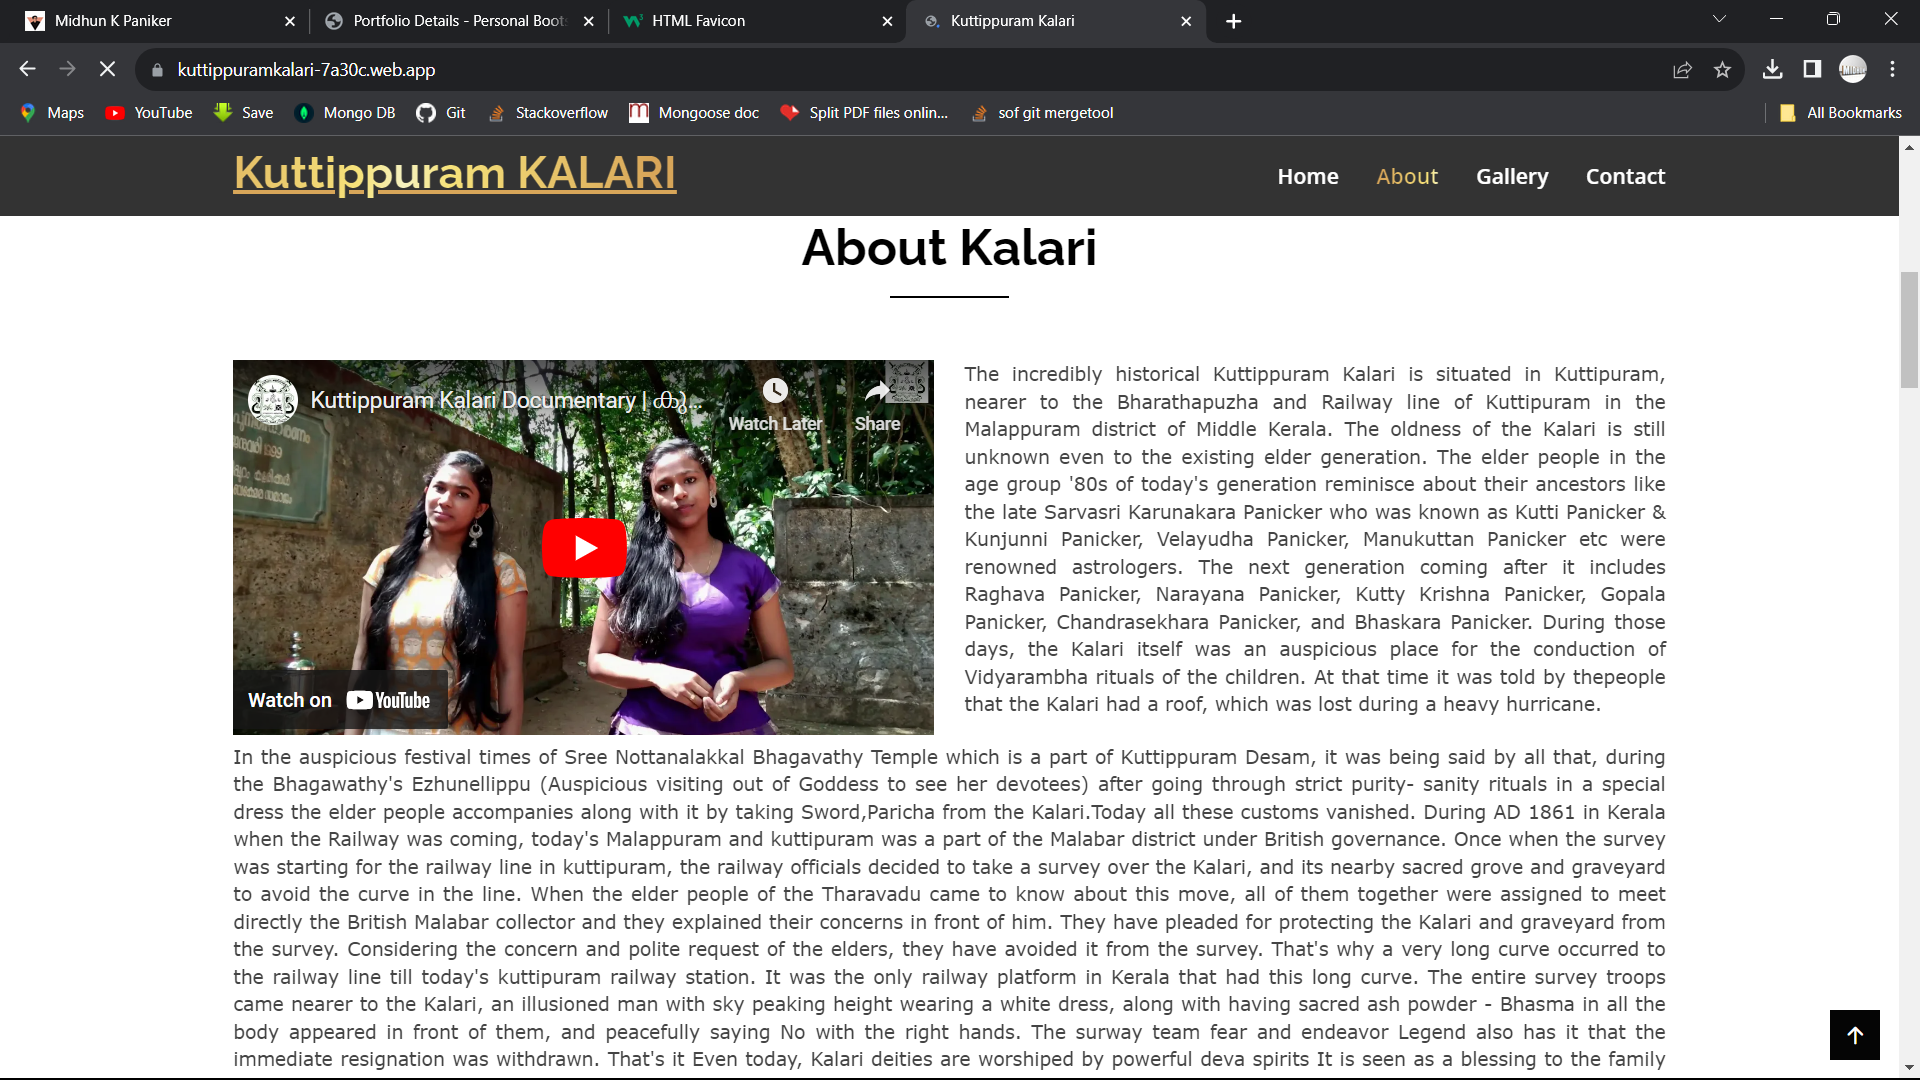 Midhun K Paniker
Portfolio Details - Personal Boots
HTML Favicon
Kuttippuram Kalari
kuttippuramkalari-7a30c.web.app
Maps
YouTube
Save
Mongo DB
Git
Stackoverflow
Mongoose doc
Split PDF files onlin...
sof git mergetool
All Bookmarks
Kuttippuram KALARI
Home
About
Gallery
Contact
About Kalari
Kuttippuram Kalari Documentary | കു...
Watch Later
Share
Watch on YouTube
The incredibly historical Kuttippuram Kalari is situated in Kuttipuram,
nearer to the Bharathapuzha and Railway line of Kuttipuram in the
Malappuram district of Middle Kerala. The oldness of the Kalari is still
unknown even to the existing elder generation. The elder people in the
age group '80s of today's generation reminisce about their ancestors like
the late Sarvasri Karunakara Panicker who was known as Kutti Panicker &
Kunjunni Panicker, Velayudha Panicker, Manukuttan Panicker etc were
renowned astrologers. The next generation coming after it includes
Raghava Panicker, Narayana Panicker, Kutty Krishna Panicker, Gopala
Panicker, Chandrasekhara Panicker, and Bhaskara Panicker. During those
days, the Kalari itself was an auspicious place for the conduction of
Vidyarambha rituals of the children. At that time it was told by thepeople
that the Kalari had a roof, which was lost during a heavy hurricane.
In the auspicious festival times of Sree Nottanalakkal Bhagavathy Temple which is a part of Kuttippuram Desam, it was being said by all that, during
the Bhagawathy's Ezhunellippu (Auspicious visiting out of Goddess to see her devotees) after going through strict purity- sanity rituals in a special
dress the elder people accompanies along with it by taking Sword,Paricha from the Kalari.Today all these customs vanished. During AD 1861 in Kerala
when the Railway was coming, today's Malappuram and kuttipuram was a part of the Malabar district under British governance. Once when the survey
was starting for the railway line in kuttipuram, the railway officials decided to take a survey over the Kalari, and its nearby sacred grove and graveyard
to avoid the curve in the line. When the elder people of the Tharavadu came to know about this move, all of them together were assigned to meet
directly the British Malabar collector and they explained their concerns in front of him. They have pleaded for protecting the Kalari and graveyard from
the survey. Considering the concern and polite request of the elders, they have avoided it from the survey. That's why a very long curve occurred to
the railway line till today's kuttipuram railway station. It was the only railway platform in Kerala that had this long curve. The entire survey troops
came nearer to the Kalari, an illusioned man with sky peaking height wearing a white dress, along with having sacred ash powder - Bhasma in all the
body appeared in front of them, and peacefully saying No with the right hands. The surway team fear and endeavor Legend also has it that the
immediate resignation was withdrawn. That's it Even today, Kalari deities are worshiped by powerful deva spirits It is seen as a blessing to the family